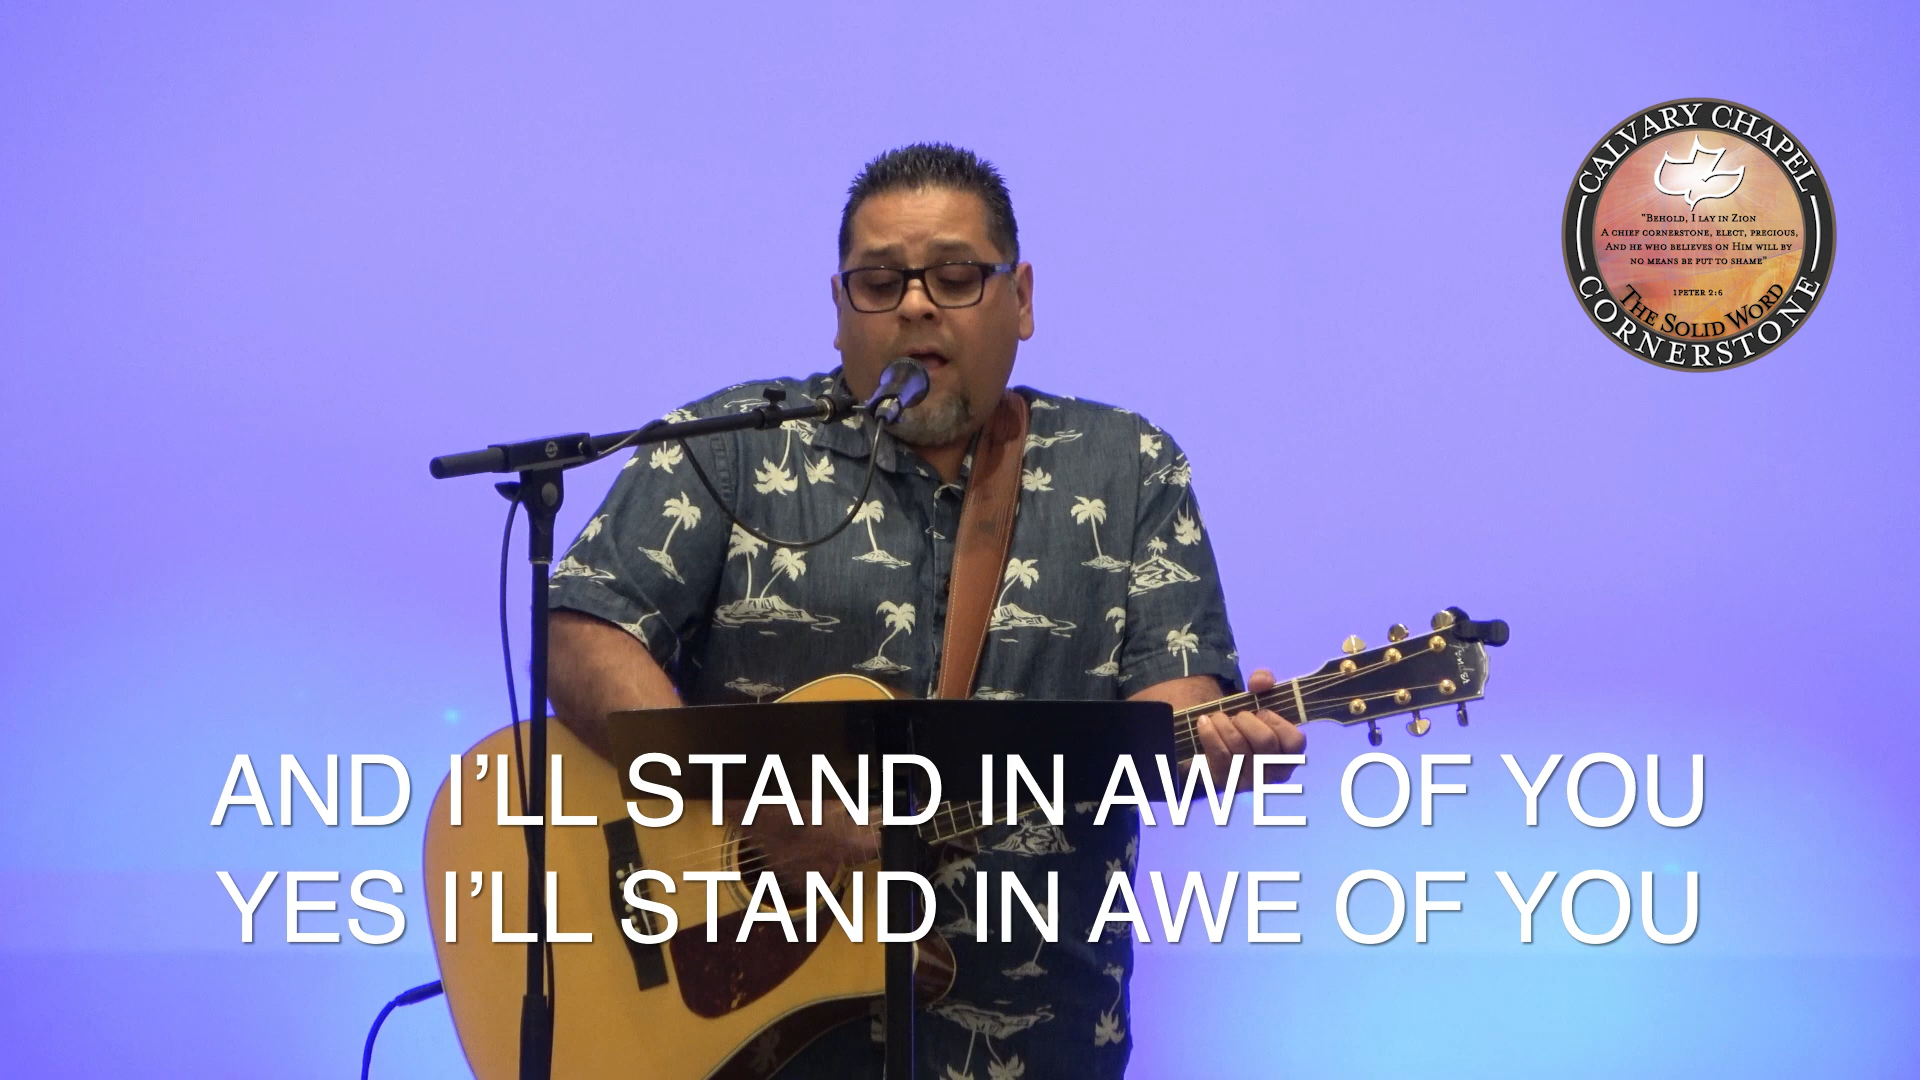 CALVARY CHAPEL
"BEHOLD, I LAY IN ZION
A CHIEF CORNERSTONE, ELECT, PRECIOUS,
AND HE WHO BELIEVES ON HIM WILL BY
NO MEANS BE PUT TO SHAME"
1PETER 2:6
THE SOLID WORD
CORNERSTONE
Fender
AND I’LL STAND IN AWE OF YOU
YES I’LL STAND IN AWE OF YOU